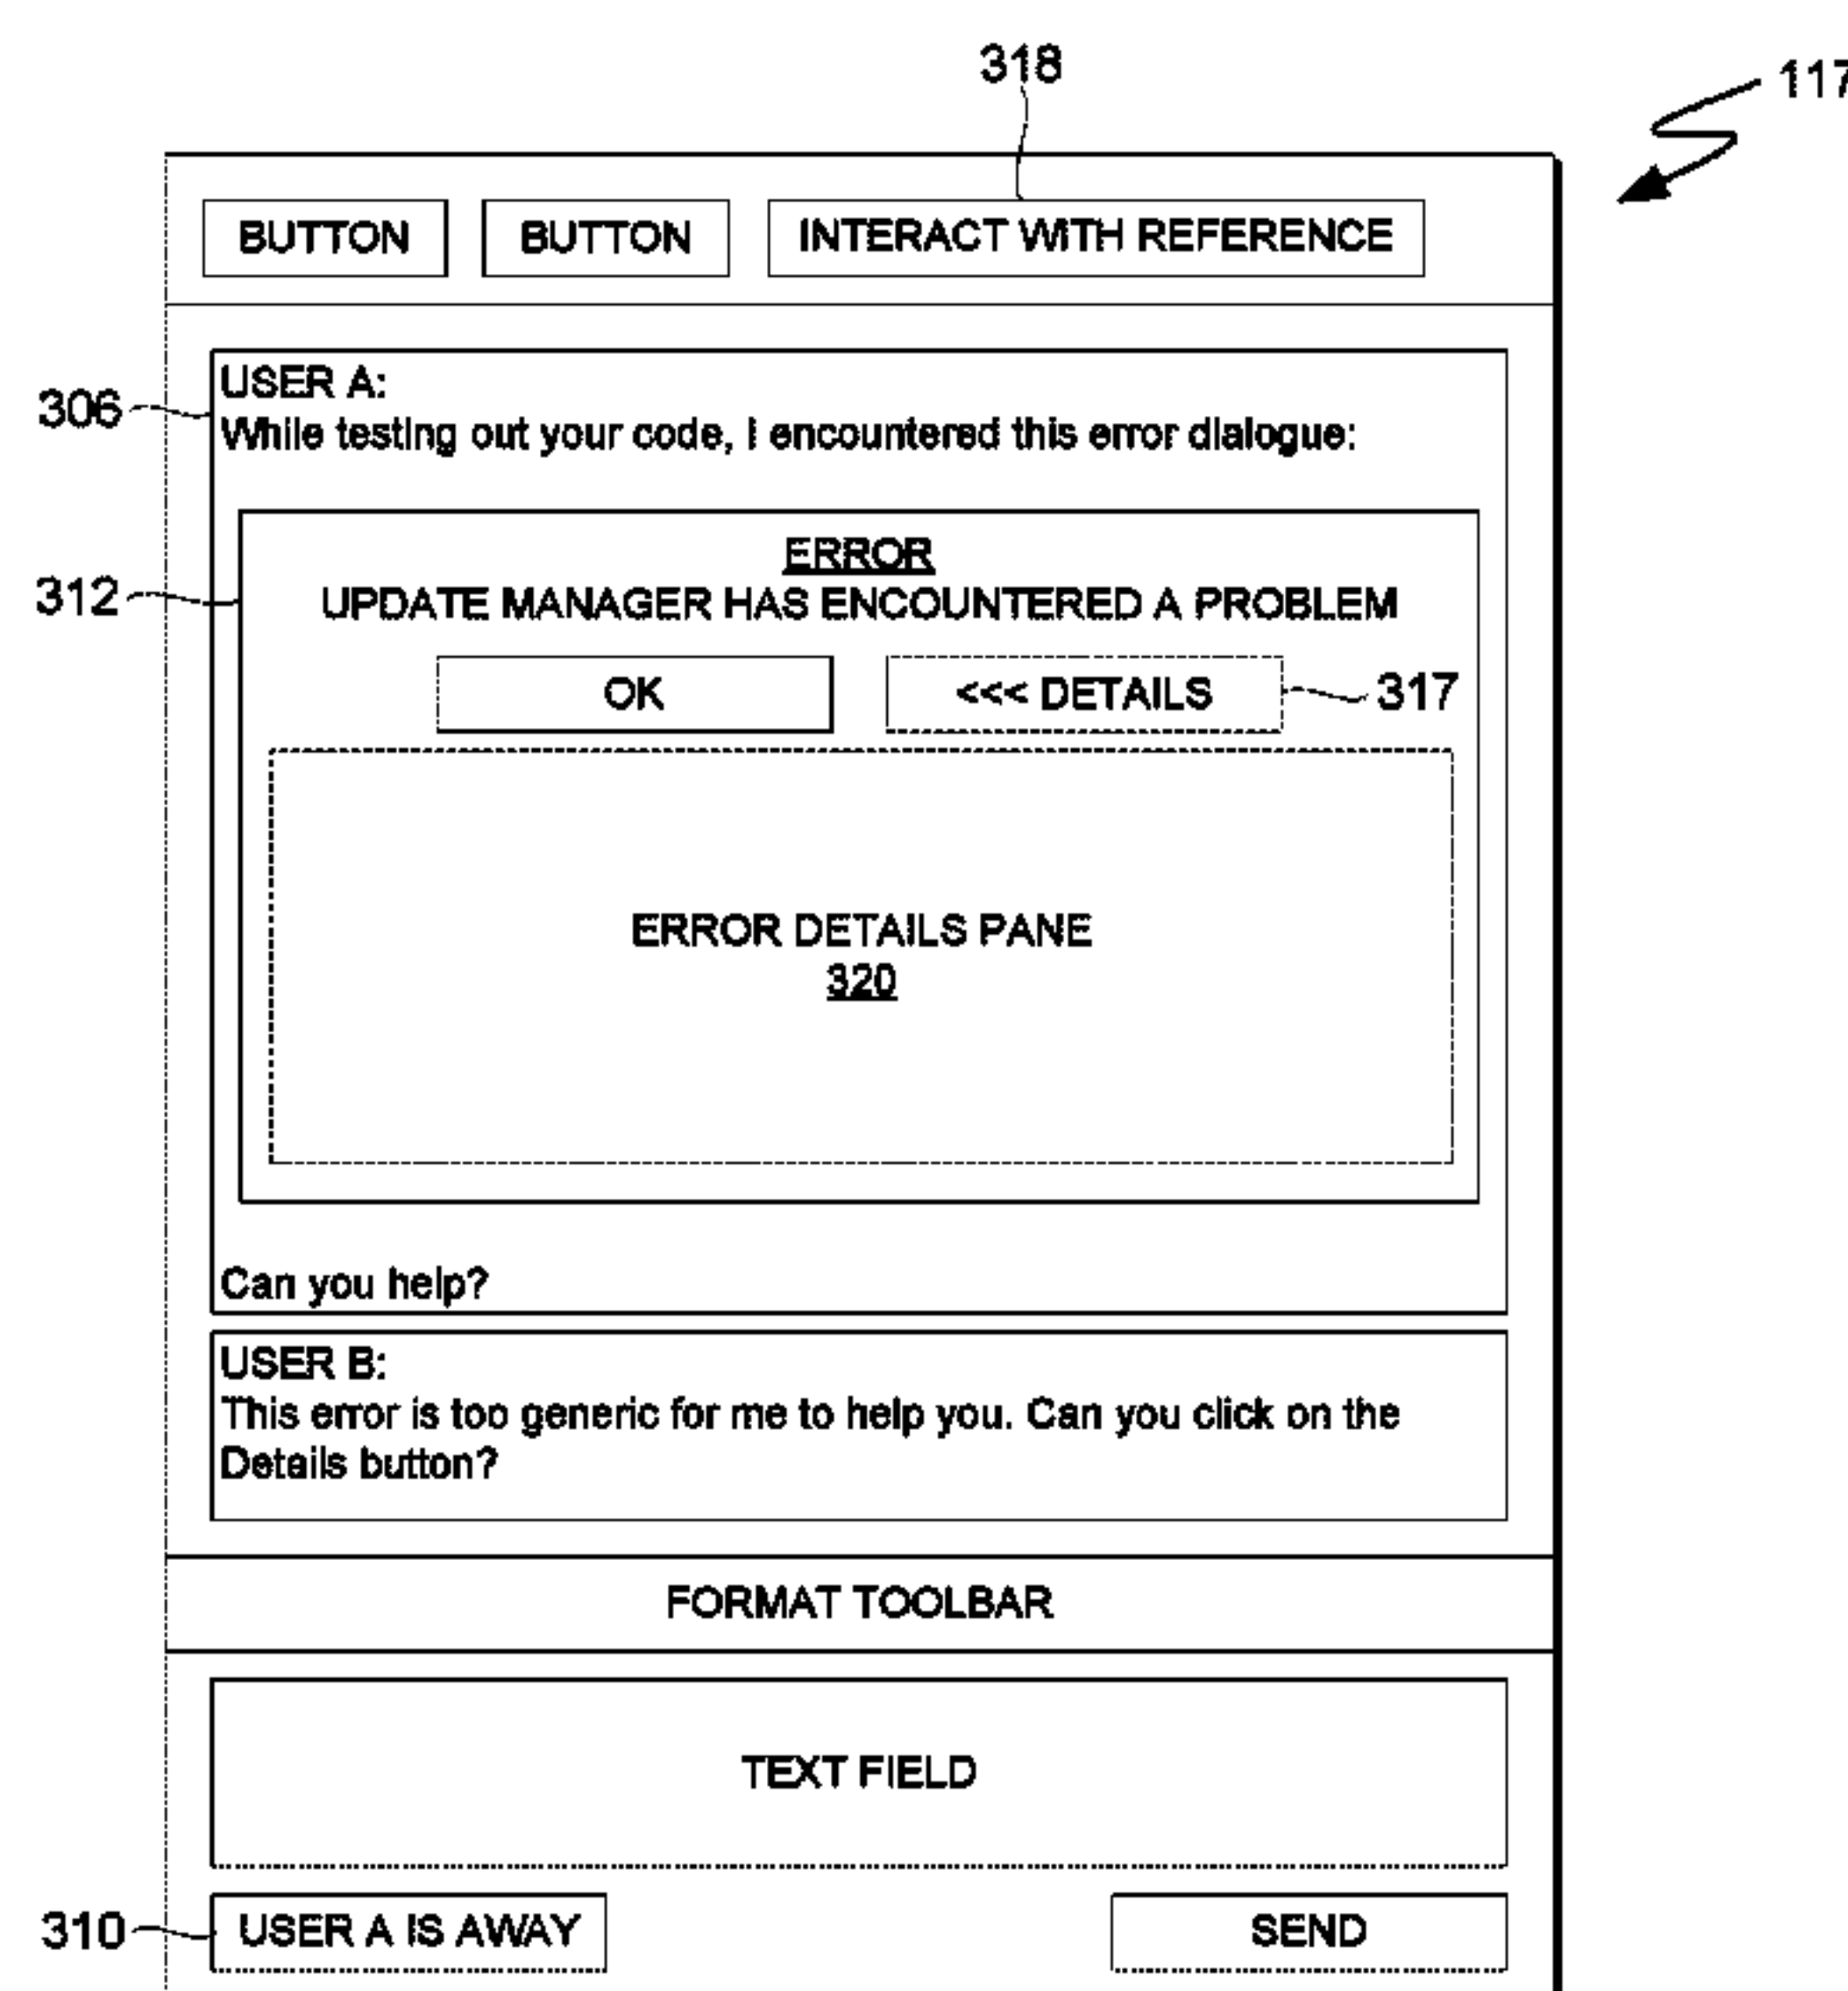 318
117
BUTTON BUTTON INTERACT WITH REFERENCE
306
USER A:
While testing out your code, I encountered this error dialogue:
312
ERROR
UPDATE MANAGER HAS ENCOUNTERED A PROBLEM
OK <<< DETAILS 317
ERROR DETAILS PANE
320
Can you help?
USER B:
This error is too generic for me to help you. Can you click on the
Details button?
FORMAT TOOLBAR
TEXT FIELD
310 USER A IS AWAY SEND